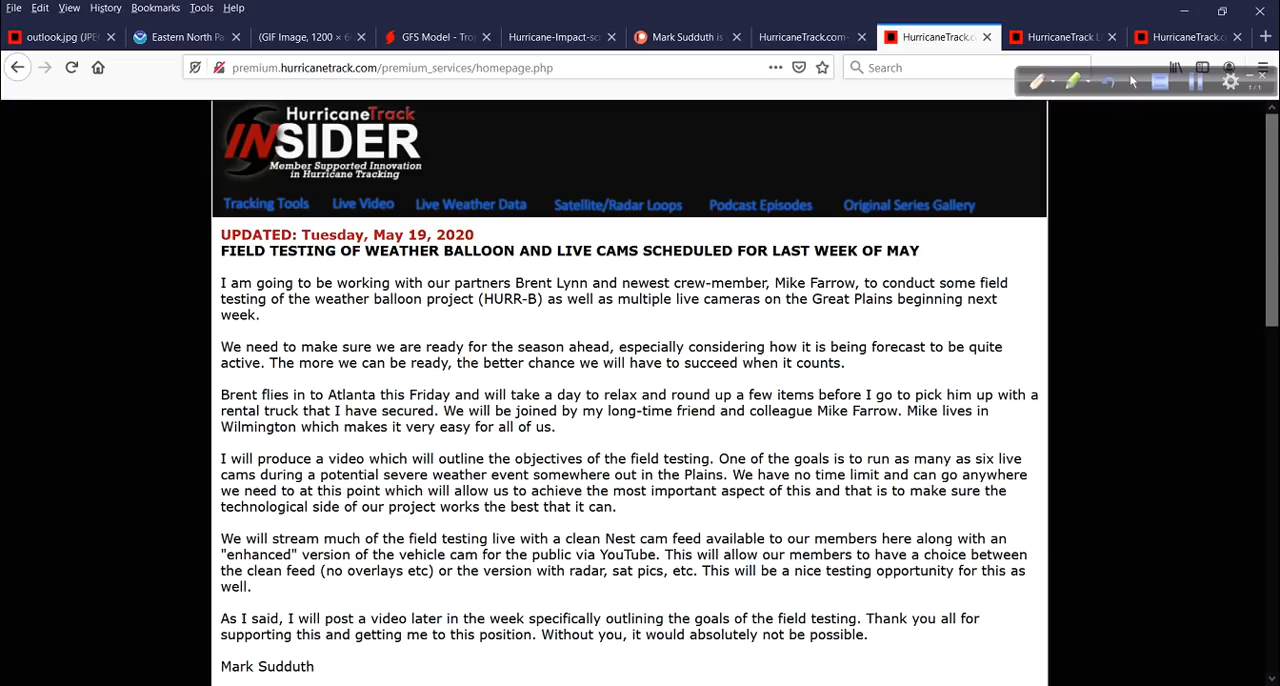 File Edit View History Bookmarks Tools Help
outlook.jpg (JPE Eastern North Pa (GIF Image, 1200 × 6 GFS Model - Tro Hurricane-Impact-sc Mark Sudduth is HurricaneTrack.com- HurricaneTrack.c HurricaneTrack L HurricaneTrack.c
premium.hurricanetrack.com/premium_services/homepage.php Search
1/1
HurricaneTrack
INSIDER
Member Supported Innovation
in Hurricane Tracking
Tracking Tools Live Video Live Weather Data Satellite/Radar Loops Podcast Episodes Original Series Gallery
UPDATED: Tuesday, May 19, 2020
FIELD TESTING OF WEATHER BALLOON AND LIVE CAMS SCHEDULED FOR LAST WEEK OF MAY
I am going to be working with our partners Brent Lynn and newest crew-member, Mike Farrow, to conduct some field
testing of the weather balloon project (HURR-B) as well as multiple live cameras on the Great Plains beginning next
week.
We need to make sure we are ready for the season ahead, especially considering how it is being forecast to be quite
active. The more we can be ready, the better chance we will have to succeed when it counts.
Brent flies in to Atlanta this Friday and will take a day to relax and round up a few items before I go to pick him up with a
rental truck that I have secured. We will be joined by my long-time friend and colleague Mike Farrow. Mike lives in
Wilmington which makes it very easy for all of us.
I will produce a video which will outline the objectives of the field testing. One of the goals is to run as many as six live
cams during a potential severe weather event somewhere out in the Plains. We have no time limit and can go anywhere
we need to at this point which will allow us to achieve the most important aspect of this and that is to make sure the
technological side of our project works the best that it can.
We will stream much of the field testing live with a clean Nest cam feed available to our members here along with an
"enhanced" version of the vehicle cam for the public via YouTube. This will allow our members to have a choice between
the clean feed (no overlays etc) or the version with radar, sat pics, etc. This will be a nice testing opportunity for this as
well.
As I said, I will post a video later in the week specifically outlining the goals of the field testing. Thank you all for
supporting this and getting me to this position. Without you, it would absolutely not be possible.
Mark Sudduth